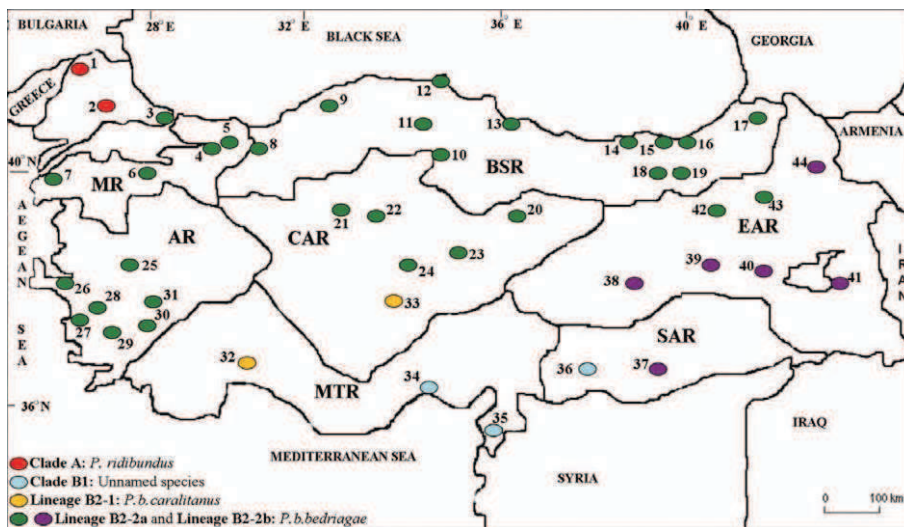 28° E 32° E 36° E 40° E
BULGARIA
BLACK SEA
GEORGIA
1
GREECE
2
3
12
9
5
11
13
17
ARMENIA
4
8
14
15
16
40° N
10
BSR
44
7
MR
6
18
19
AEGEAN
SEA
AR
CAR
21
22
20
42
43
EAR
23
24
25
39
40
41
IRAN
26
38
33
28
31
27
30
29
SAR
32
36
37
MTR
34
36° N
35
IRAQ
MEDITERRANEAN SEA
SYRIA
Clade A: P. ridibundus
Clade B1: Unnamed species
Lineage B2-1: P.b.caralitanus
Lineage B2-2a and Lineage B2-2b: P.b.bedriagae
0 100
km